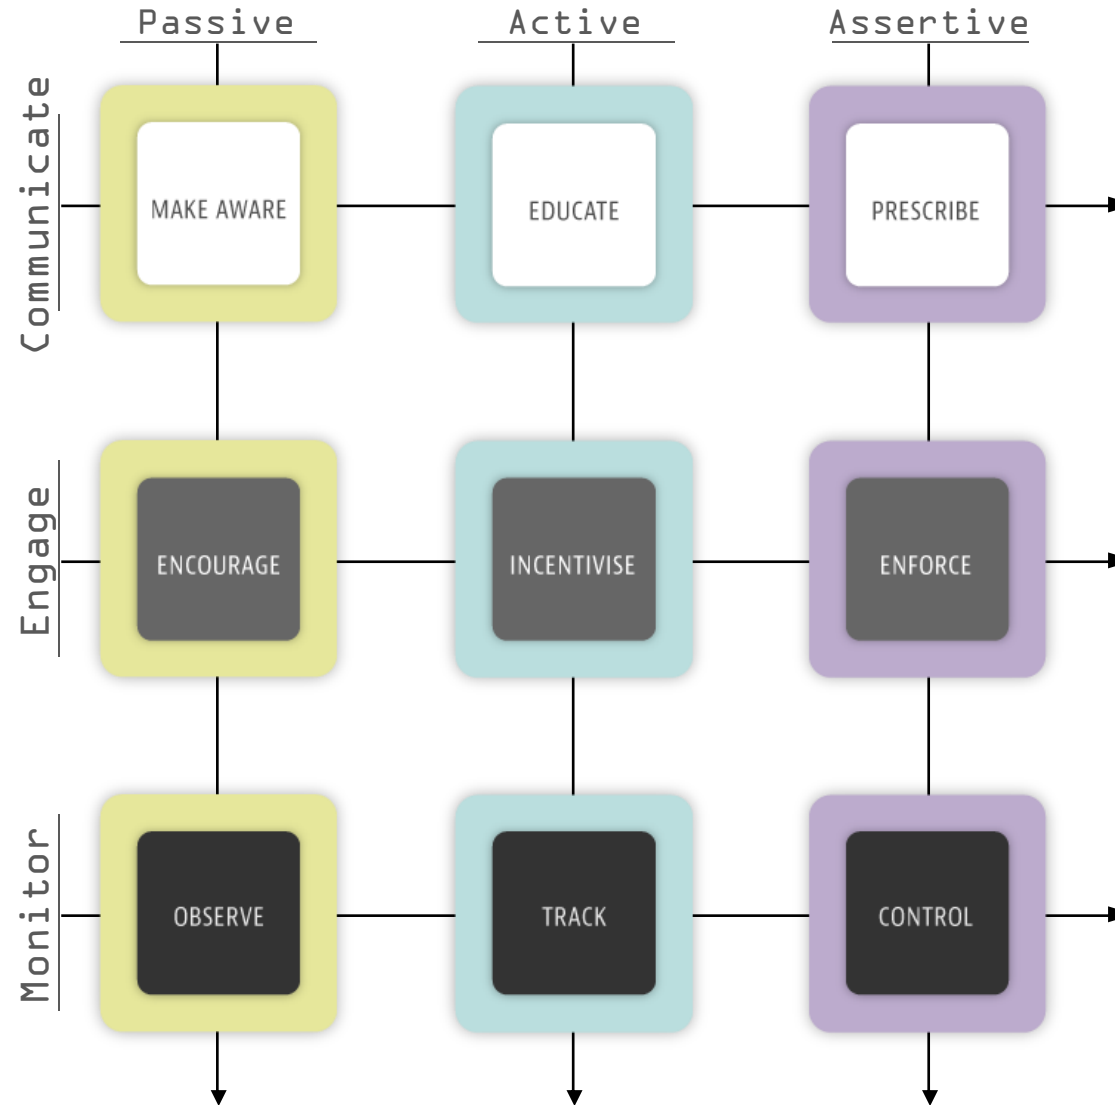 Passive Active Assertive
Communicate
MAKE AWARE EDUCATE PRESCRIBE
Engage
ENCOURAGE INCENTIVISE ENFORCE
Monitor
OBSERVE TRACK CONTROL